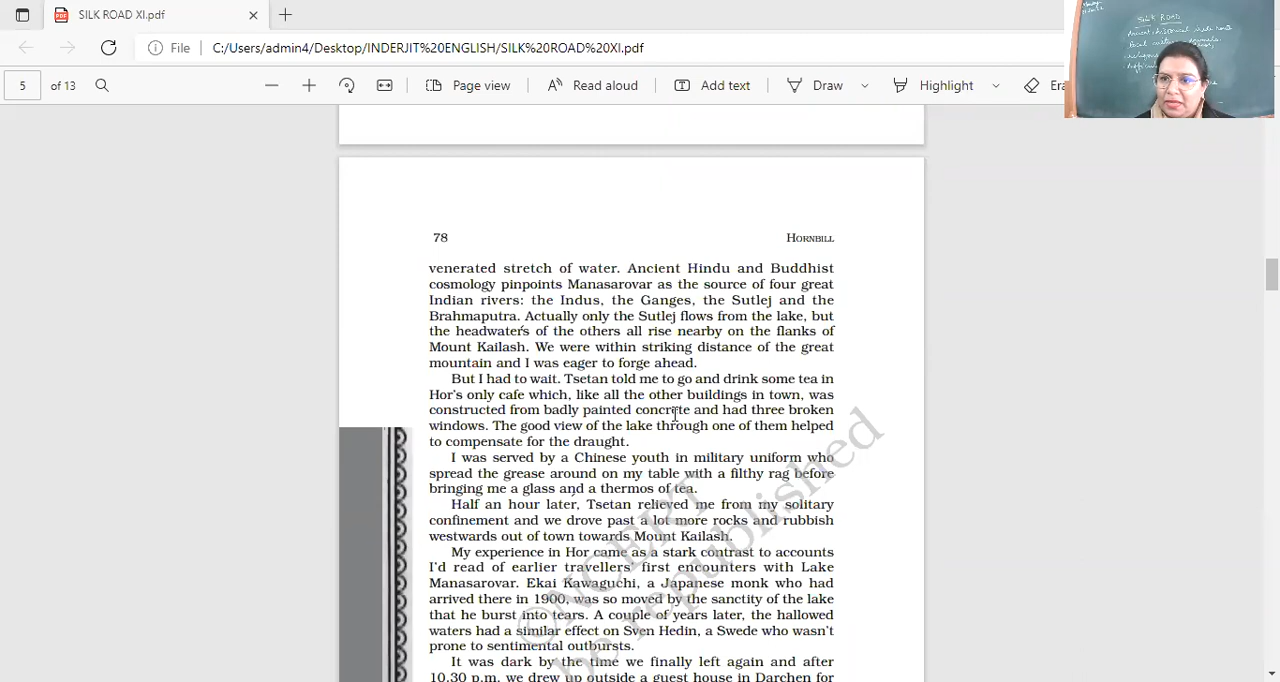 SILK ROAD XI.pdf
File
C:/Users/admin4/Desktop/INDERJIT%20ENGLISH/SILK%20ROAD%20XI.pdf
5
of 13
Page view
Read aloud
Add text
Draw
Highlight
Era
SILK ROAD
78
HORNBILL
venerated stretch of water. Ancient Hindu and Buddhist
cosmology pinpoints Manasarovar as the source of four great
Indian rivers: the Indus, the Ganges, the Sutlej and the
Brahmaputra. Actually only the Sutlej flows from the lake, but
the headwaters of the others all rise nearby on the flanks of
Mount Kailash. We were within striking distance of the great
mountain and I was eager to forge ahead.
But I had to wait. Tsetan told me to go and drink some tea in
Hor's only cafe which, like all the other buildings in town, was
constructed from badly painted concrete and had three broken
windows. The good view of the lake through one of them helped
to compensate for the draught.
I was served by a Chinese youth in military uniform who
spread the grease around on my table with a filthy rag before
bringing me a glass and a thermos of tea.
Half an hour later, Tsetan relieved me from my solitary
confinement and we drove past a lot more rocks and rubbish
westwards out of town towards Mount Kailash.
My experience in Hor came as a stark contrast to accounts
I'd read of earlier travellers' first encounters with Lake
Manasarovar. Ekai Kawaguchi, a Japanese monk who had
arrived there in 1900, was so moved by the sanctity of the lake
that he burst into tears. A couple of years later, the hallowed
waters had a similar effect on Sven Hedin, a Swede who wasn't
prone to sentimental outbursts.
It was dark by the time we finally left again and after
10.30 p.m. we drew up outside a guest house in Darchen for
©NCERT
be republished